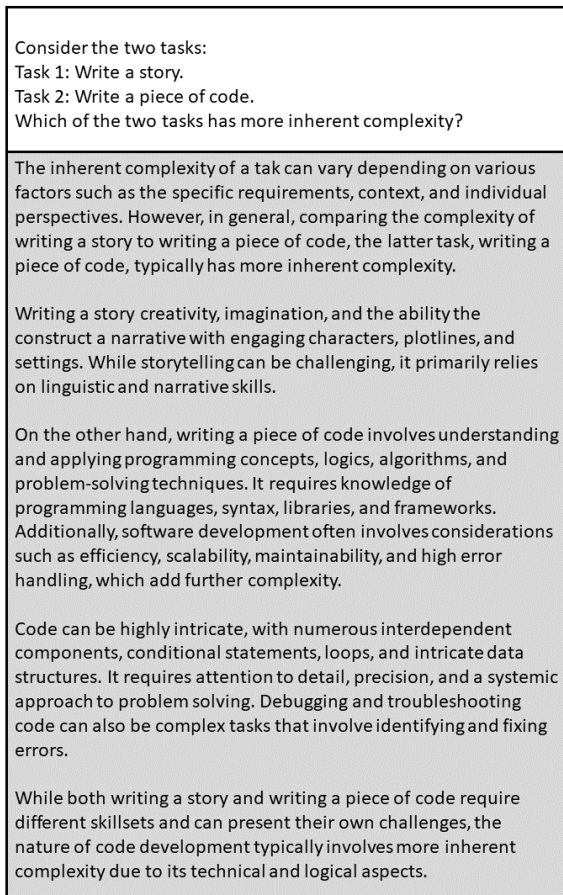 Consider the two tasks:
Task 1: Write a story.
Task 2: Write a piece of code.
Which of the two tasks has more inherent complexity?
The inherent complexity of a tak can vary depending on various
factors such as the specific requirements, context, and individual
perspectives. However, in general, comparing the complexity of
writing a story to writing a piece of code, the latter task, writing a
piece of code, typically has more inherent complexity.
Writing a story creativity, imagination, and the ability the
construct a narrative with engaging characters, plotlines, and
settings. While storytelling can be challenging, it primarily relies
on linguistic and narrative skills.
On the other hand, writing a piece of code involves understanding
and applying programming concepts, logics, algorithms, and
problem-solving techniques. It requires knowledge of
programming languages, syntax, libraries, and frameworks.
Additionally, software development often involves considerations
such as efficiency, scalability, maintainability, and high error
handling, which add further complexity.
Code can be highly intricate, with numerous interdependent
components, conditional statements, loops, and intricate data
structures. It requires attention to detail, precision, and a systemic
approach to problem solving. Debugging and troubleshooting
code can also be complex tasks that involve identifying and fixing
errors.
While both writing a story and writing a piece of code require
different skillsets and can present their own challenges, the
nature of code development typically involves more inherent
complexity due to its technical and logical aspects.